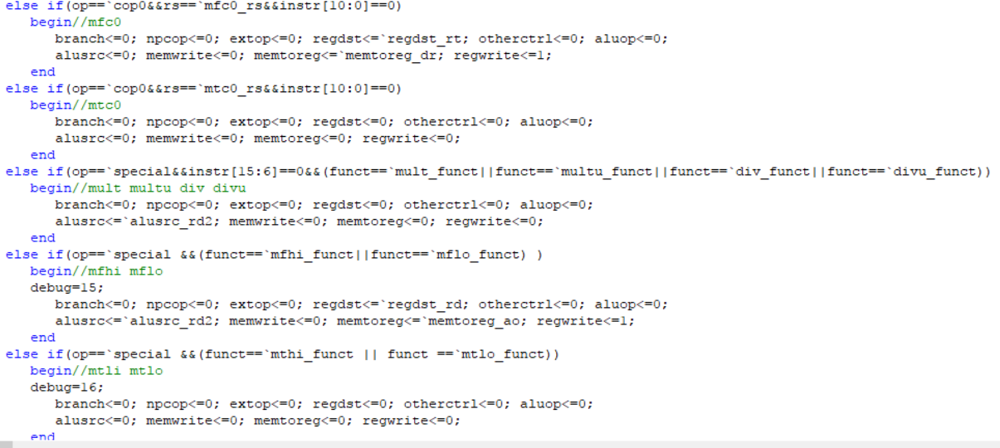 else if(op==`cop0&&rs==`mfc0_rs&&instr[10:0]==0)
begin//mfc0
branch<=0; npcop<=0; extop<=0; regdst<=`regdst_rt; otherctrl<=0; aluop<=0;
alusrc<=0; memwrite<=0; memtoreg<=`memtoreg_dr; regwrite<=1;
end
else if(op==`cop0&&rs==`mtc0_rs&&instr[10:0]==0)
begin//mtc0
branch<=0; npcop<=0; extop<=0; regdst<=0; otherctrl<=0; aluop<=0;
alusrc<=0; memwrite<=0; memtoreg<=0; regwrite<=0;
end
else if(op==`special&&instr[15:6]==0&&(funct==`mult_funct||funct==`multu_funct||funct==`div_funct||funct==`divu_funct))
begin//mult multu div divu
branch<=0; npcop<=0; extop<=0; regdst<=0; otherctrl<=0; aluop<=0;
alusrc<=`alusrc_rd2; memwrite<=0; memtoreg<=0; regwrite<=0;
end
else if(op==`special &&(funct==`mfhi_funct||funct==`mflo_funct) )
begin//mfhi mflo
debug=15;
branch<=0; npcop<=0; extop<=0; regdst<=`regdst_rd; otherctrl<=0; aluop<=0;
alusrc<=`alusrc_rd2; memwrite<=0; memtoreg<=`memtoreg_ao; regwrite<=1;
end
else if(op==`special &&(funct==`mthi_funct || funct ==`mtlo_funct))
begin//mtli mtlo
debug=16;
branch<=0; npcop<=0; extop<=0; regdst<=0; otherctrl<=0; aluop<=0;
alusrc<=0; memwrite<=0; memtoreg<=0; regwrite<=0;
end